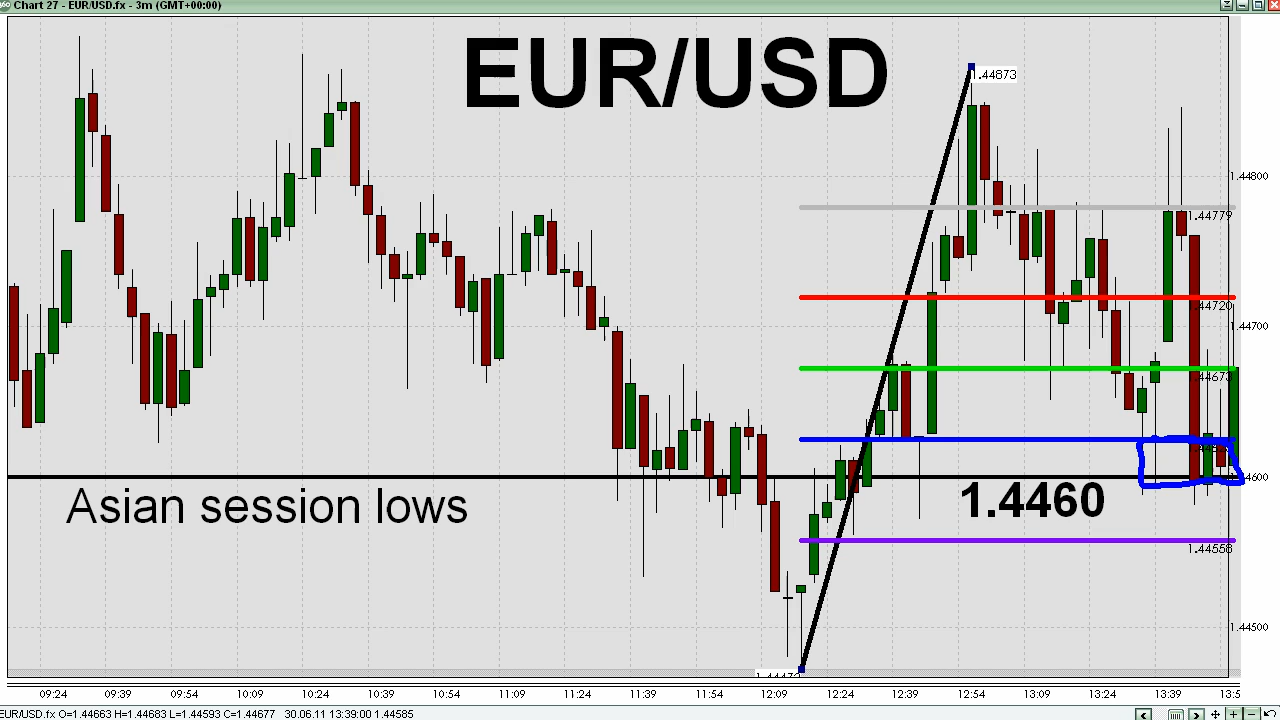 Chart 27 - EUR/USD.fx - 3m (GMT+00:00)
EUR/USD
1.44873
1.44800
1.44779
1.44720
1.44700
1.44673
1.4460
Asian session lows
1.44558
1.44500
09:24 09:39 09:54 10:09 10:24 10:39 10:54 11:09 11:24 11:39 11:54 12:09 12:24 12:39 12:54 13:09 13:24 13:39
EUR/USD.fx O=1.44663 H=1.44683 L=1.44593 C=1.44677 30.06.11 13:39:00 1.44585